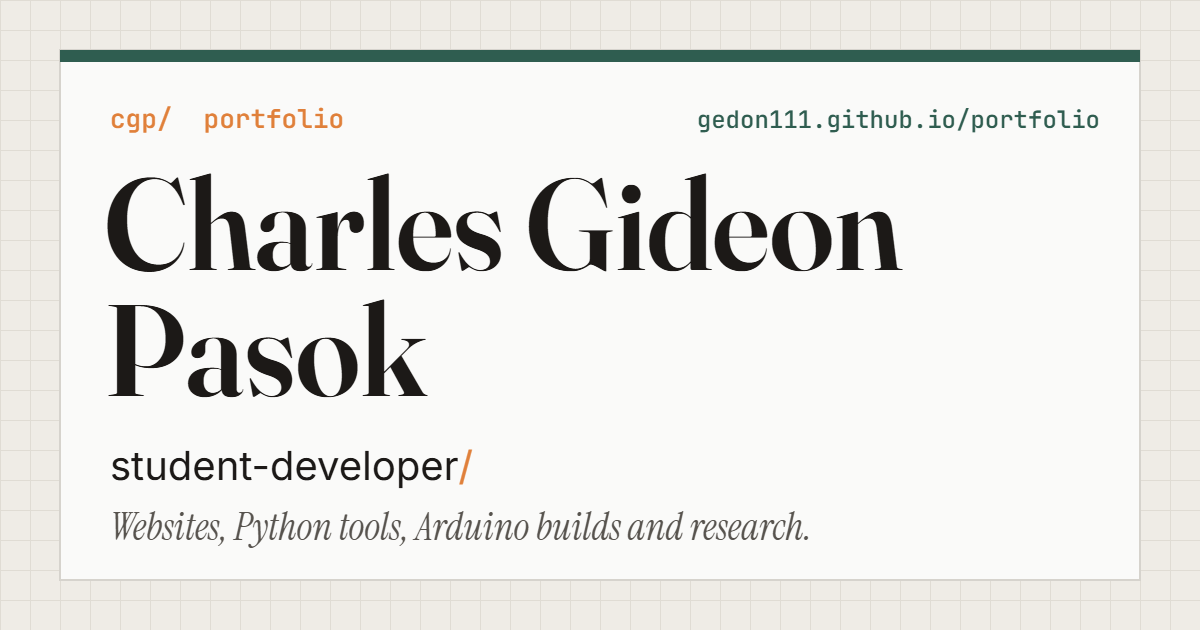 cgp/ portfolio
gedon111.github.io/portfolio
Charles Gideon
Pasok
student-developer/
Websites, Python tools, Arduino builds and research.